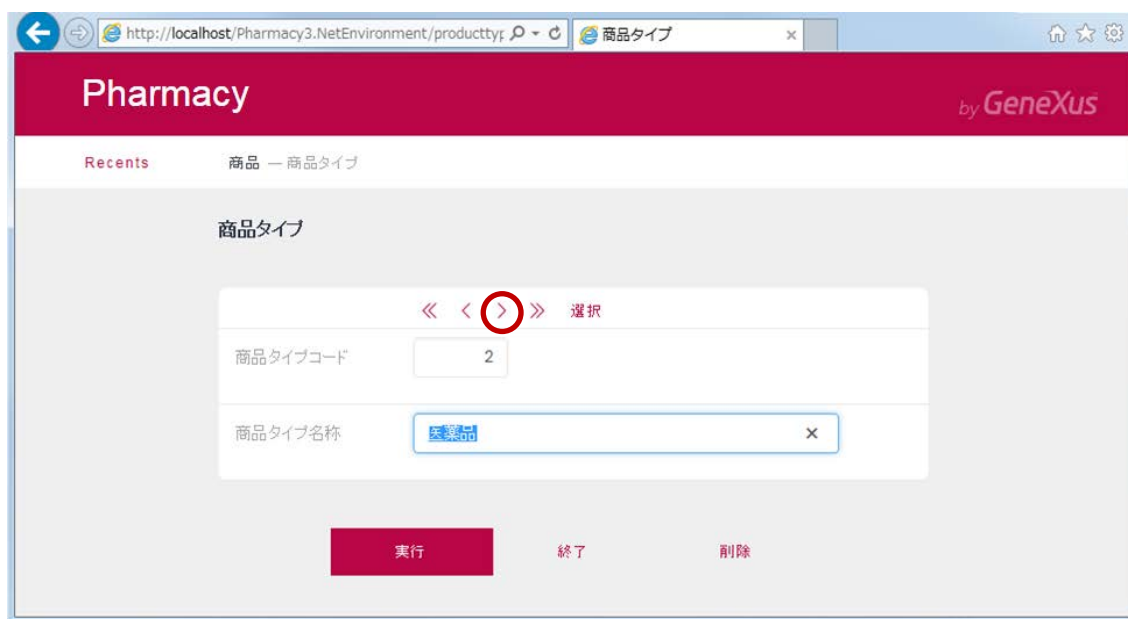 http://localhost/Pharmacy3.NetEnvironment/producttyp
商品タイプ
Pharmacy
by GeneXus
Recents
商品 — 商品タイプ
商品タイプ
≪ < > ≫ 選択
商品タイプコード 2
商品タイプ名称 医薬品 ×
実行 終了 削除